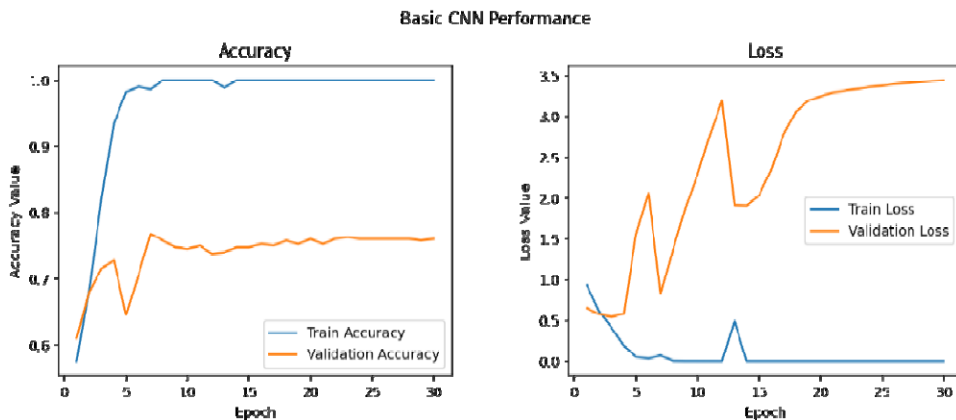 Basic CNN Performance
Accuracy
1.0
0.9
0.8
0.7
0.6
Accuracy Value
Train Accuracy
Validation Accuracy
0 5 10 15 20 25 30
Epoch
Loss
3.5
3.0
2.5
2.0
1.5
1.0
0.5
0.0
Loss Value
Train Loss
Validation Loss
0 5 10 15 20 25 30
Epoch